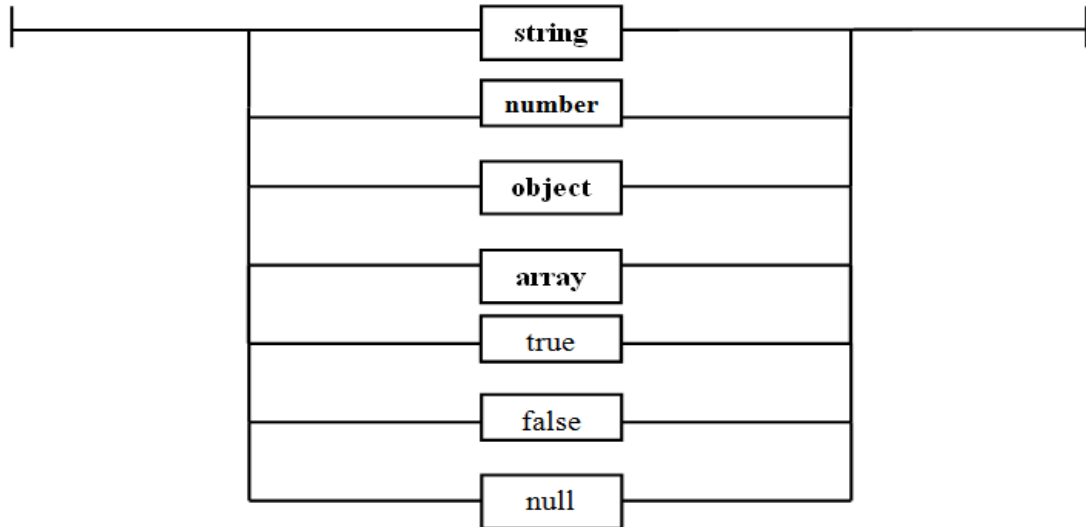 string
number
object
array
true
false
null